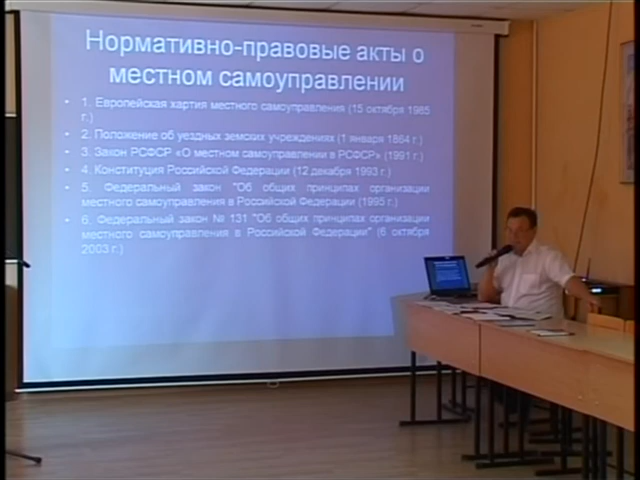 Нормативно-правовые акты о
местном самоуправлении
• 1. Европейская хартия местного самоуправления (15 октября 1985
г.)
• 2. Положение об уездных земских учреждениях (1 января 1864 г.)
• 3. Закон РСФСР «О местном самоуправлении в РСФСР» (1991 г.)
• 4. Конституция Российской Федерации (12 декабря 1993 г.)
• 5. Федеральный закон "Об общих принципах организации
местного самоуправления в Российской Федерации (1995 г.)
• 6. Федеральный закон № 131 "Об общих принципах организации
местного самоуправления в Российской Федерации" (6 октября
2003 г.)